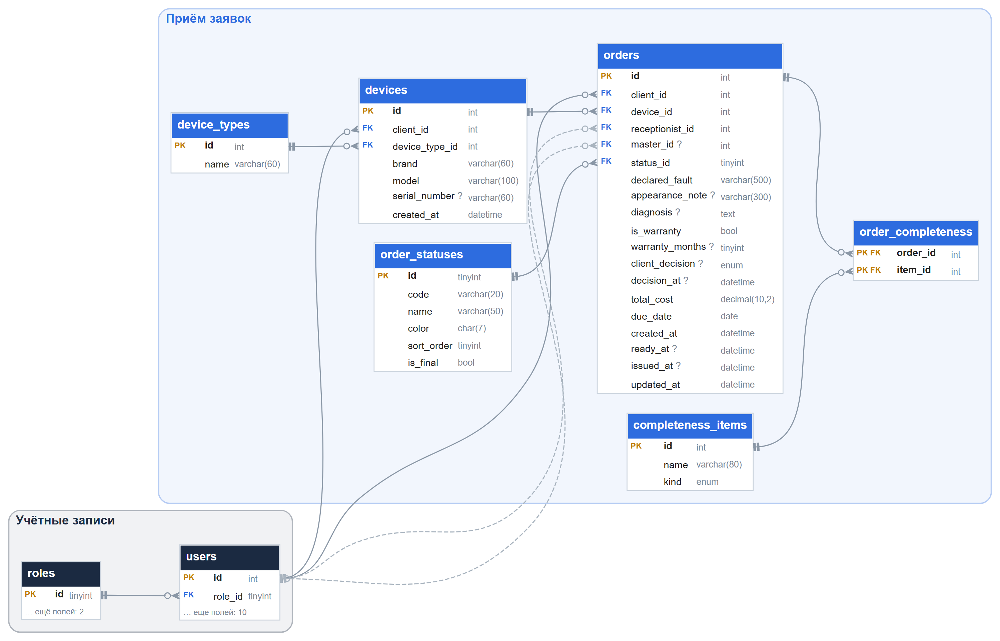 Приём заявок
device_types
PK id int
name varchar(60)
devices
PK id int
FK client_id int
FK device_type_id int
brand varchar(60)
model varchar(100)
serial_number ? varchar(60)
created_at datetime
order_statuses
PK id tinyint
code varchar(20)
name varchar(50)
color char(7)
sort_order tinyint
is_final bool
orders
PK id int
FK client_id int
FK device_id int
FK receptionist_id int
FK master_id ? int
FK status_id tinyint
declared_fault varchar(500)
appearance_note ? varchar(300)
diagnosis ? text
is_warranty bool
warranty_months ? tinyint
client_decision ? enum
decision_at ? datetime
total_cost decimal(10,2)
due_date date
created_at datetime
ready_at ? datetime
issued_at ? datetime
updated_at datetime
completeness_items
PK id int
name varchar(80)
kind enum
order_completeness
PK FK order_id int
PK FK item_id int
Учётные записи
roles
PK id tinyint
... ещё полей: 2
users
PK id int
FK role_id tinyint
... ещё полей: 10